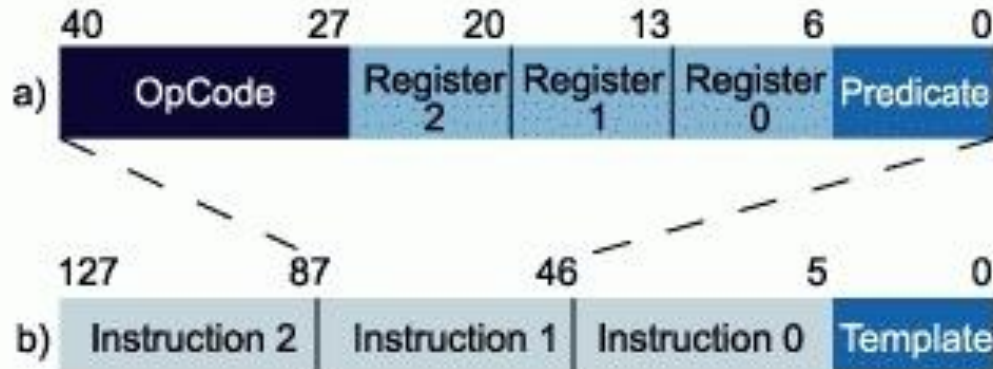 40 27 20 13 6 0
a) OpCode Register 2 Register 1 Register 0 Predicate
127 87 46 5 0
b) Instruction 2 Instruction 1 Instruction 0 Template